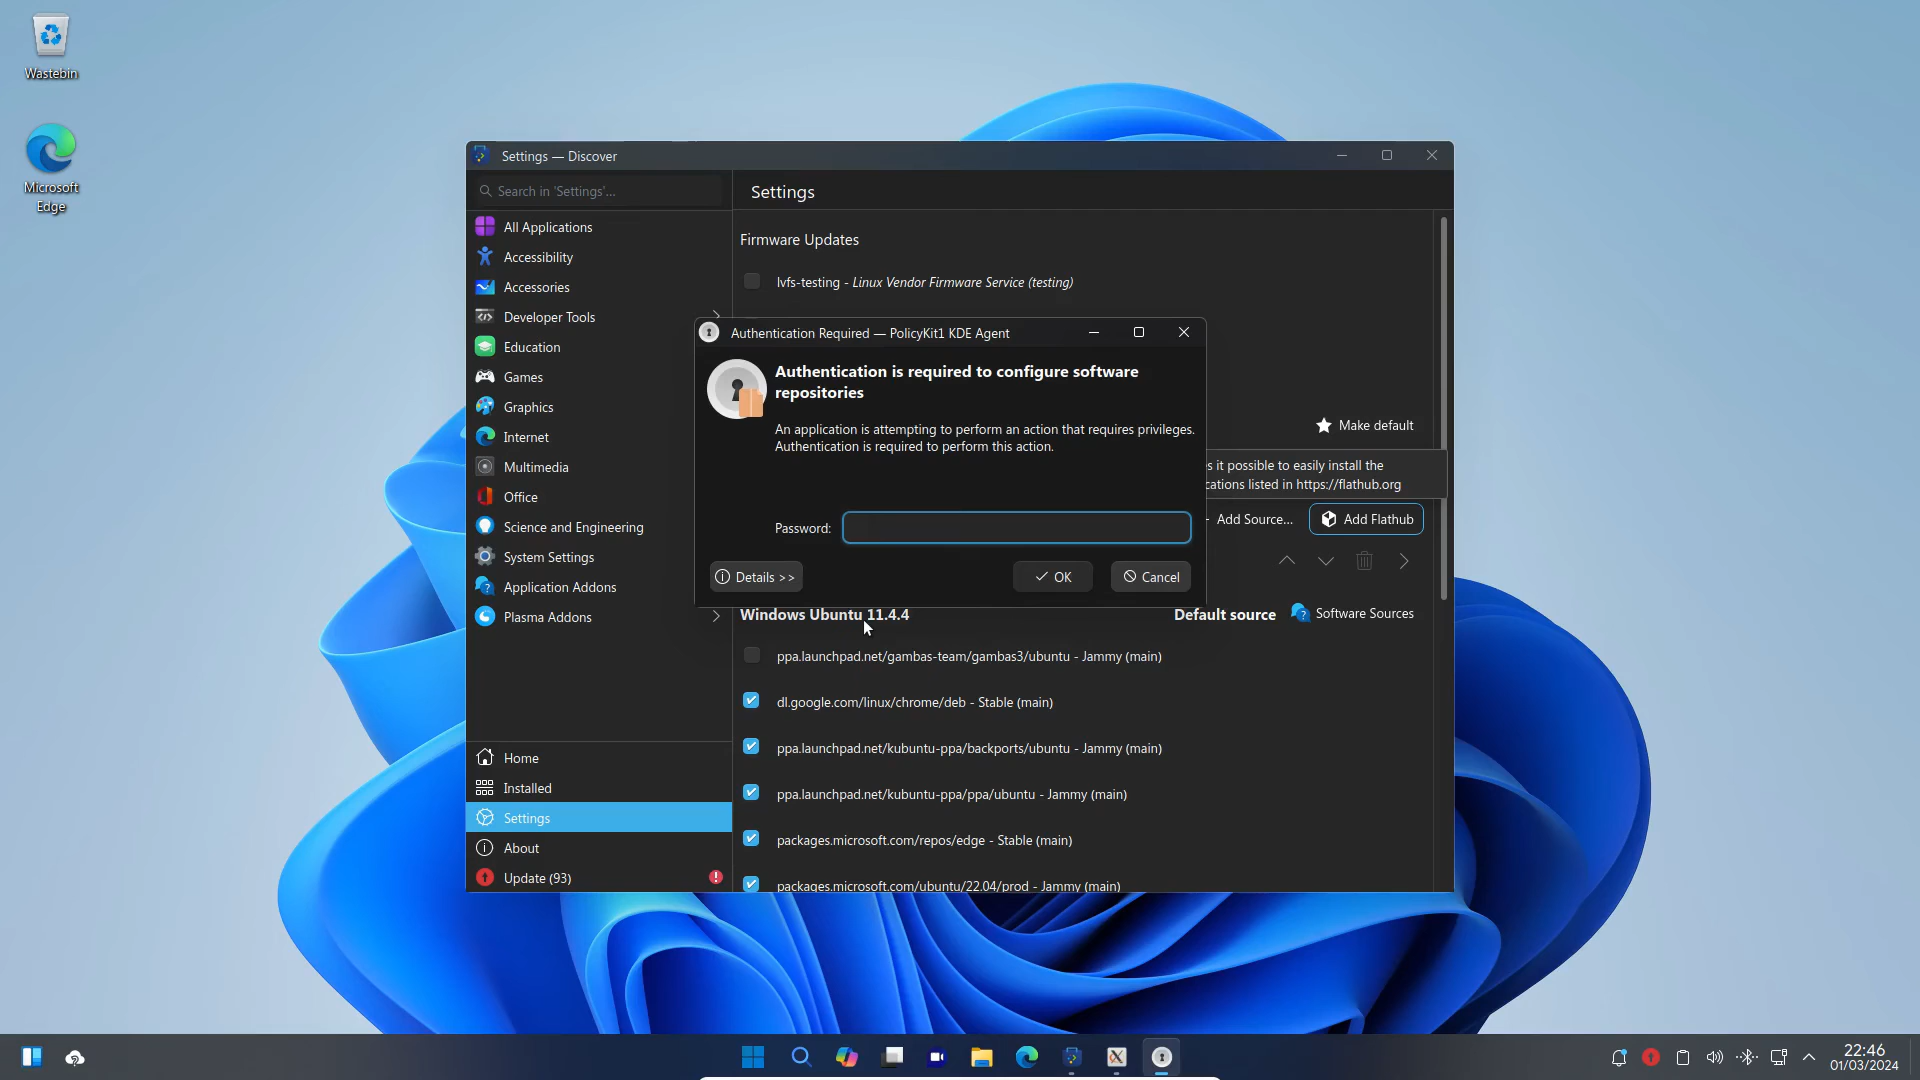 Wastebin
Microsoft
Edge
Settings — Discover
Search in 'Settings'...
Settings
All Applications
Accessibility
Accessories
Developer Tools
Education
Games
Graphics
Internet
Multimedia
Office
Science and Engineering
System Settings
Application Addons
Plasma Addons
Home
Installed
Settings
About
Update (93)
Firmware Updates
lvfs-testing - Linux Vendor Firmware Service (testing)
Authentication Required — PolicyKit1 KDE Agent
Authentication is required to configure software
repositories
An application is attempting to perform an action that requires privileges.
Authentication is required to perform this action.
Password:
Details >>
OK
Cancel
Make default
it possible to easily install the
cations listed in https://flathub.org
Add Source...
Add Flathub
Windows Ubuntu 11.4.4
Default source
Software Sources
ppa.launchpad.net/gambas-team/gambas3/ubuntu - Jammy (main)
dl.google.com/linux/chrome/deb - Stable (main)
ppa.launchpad.net/kubuntu-ppa/backports/ubuntu - Jammy (main)
ppa.launchpad.net/kubuntu-ppa/ppa/ubuntu - Jammy (main)
packages.microsoft.com/repos/edge - Stable (main)
packages.microsoft.com/ubuntu/22.04/prod - Jammy (main)
22:46
01/03/2024